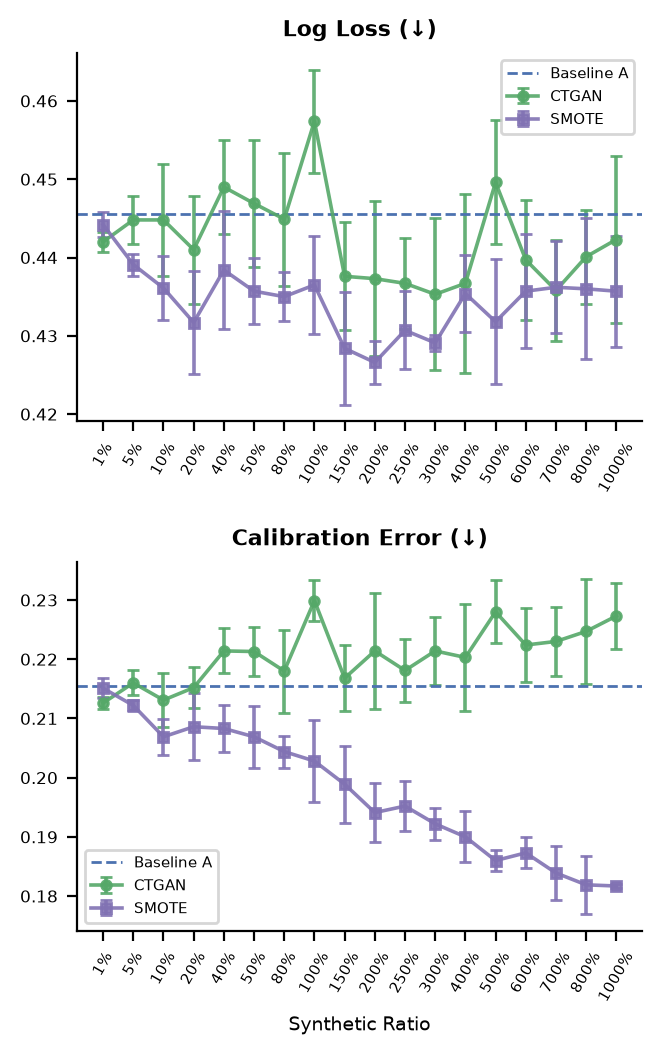 Log Loss (↓)
Baseline A
CTGAN
SMOTE
0.46
0.45
0.44
0.43
0.42
1% 5% 10% 20% 40% 50% 80% 100% 150% 200% 250% 300% 400% 500% 600% 700% 800% 1000%
Calibration Error (↓)
0.23
0.22
0.21
0.20
0.19
0.18
Baseline A
CTGAN
SMOTE
1% 5% 10% 20% 40% 50% 80% 100% 150% 200% 250% 300% 400% 500% 600% 700% 800% 1000%
Synthetic Ratio